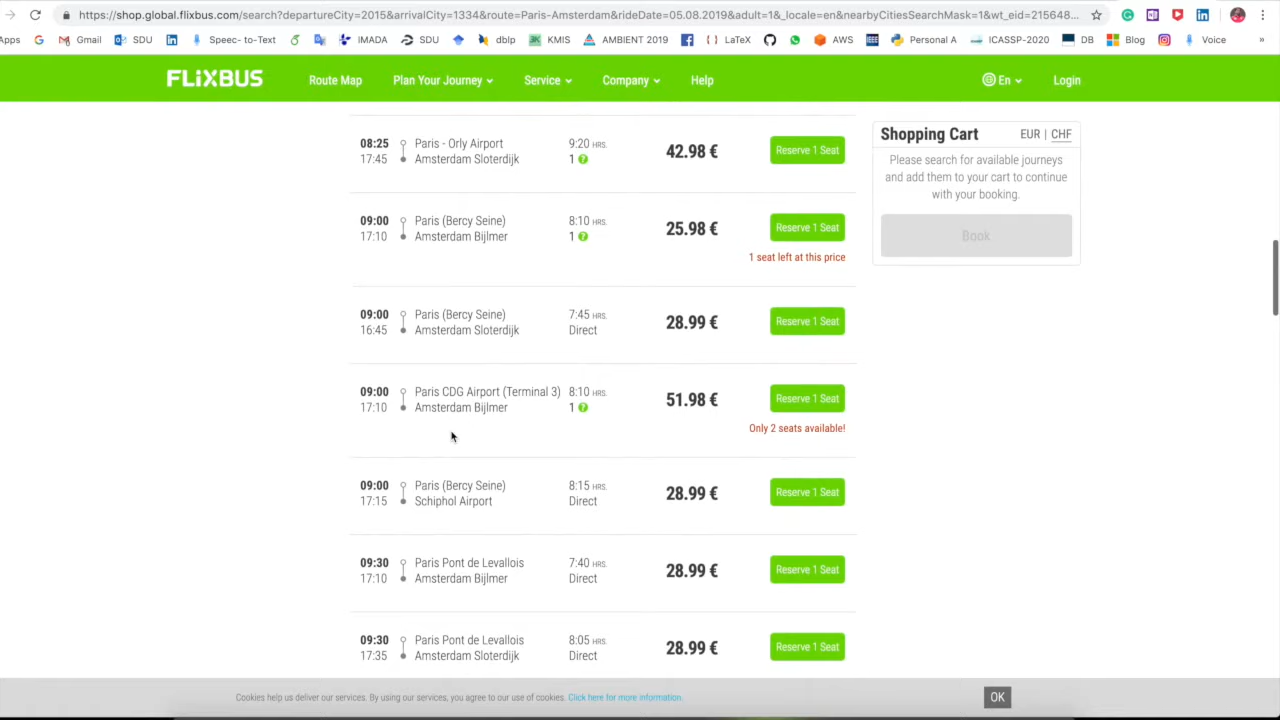 https://shop.global.flixbus.com/search?departureCity=2015&arrivalCity=1334&route=Paris-Amsterdam&rideDate=05.08.2019&adult=1&_locale=en&nearbyCitiesSearchMask=1&wt_eid=215648...
Apps Gmail SDU Speec- to-Text IMADA SDU dblp KMIS AMBIENT 2019 LaTeX AWS Personal A ICASSP-2020 DB Blog Voice »
FLiXBUS Route Map Plan Your Journey Service Company Help En Login
08:25 Paris - Orly Airport 9:20 HRS. 42.98 € Reserve 1 Seat
17:45 Amsterdam Sloterdijk 1 ?
09:00 Paris (Bercy Seine) 8:10 HRS. 25.98 € Reserve 1 Seat
17:10 Amsterdam Bijlmer 1 ?
1 seat left at this price
09:00 Paris (Bercy Seine) 7:45 HRS. 28.99 € Reserve 1 Seat
16:45 Amsterdam Sloterdijk Direct
09:00 Paris CDG Airport (Terminal 3) 8:10 HRS. 51.98 € Reserve 1 Seat
17:10 Amsterdam Bijlmer 1 ?
Only 2 seats available!
09:00 Paris (Bercy Seine) 8:15 HRS. 28.99 € Reserve 1 Seat
17:15 Schiphol Airport Direct
09:30 Paris Pont de Levallois 7:40 HRS. 28.99 € Reserve 1 Seat
17:10 Amsterdam Bijlmer Direct
09:30 Paris Pont de Levallois 8:05 HRS. 28.99 € Reserve 1 Seat
17:35 Amsterdam Sloterdijk Direct
Shopping Cart EUR | CHF
Please search for available journeys
and add them to your cart to continue
with your booking.
Book
Cookies help us deliver our services. By using our services, you agree to our use of cookies. Click here for more information. OK